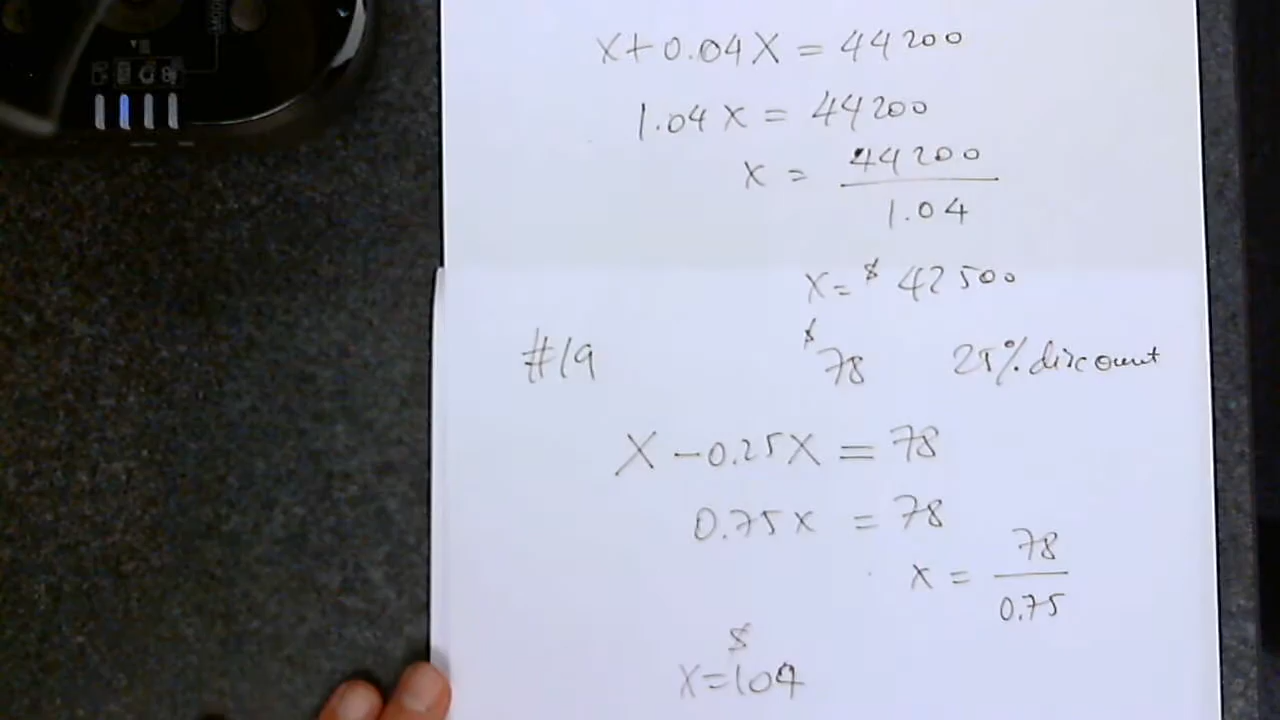 x+0.04x = 44200
1.04x = 44200
x = 44200
1.04
x = $ 42500
#19 $ 78 25% discount
x - 0.25x = 78
0.75x = 78
x = 78
0.75
x = $ 104